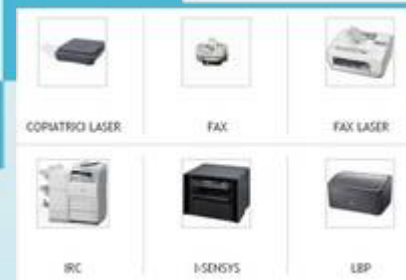 COPIATRICI LASER
FAX
FAX LASER
IRC
I-SENSYS
LBP